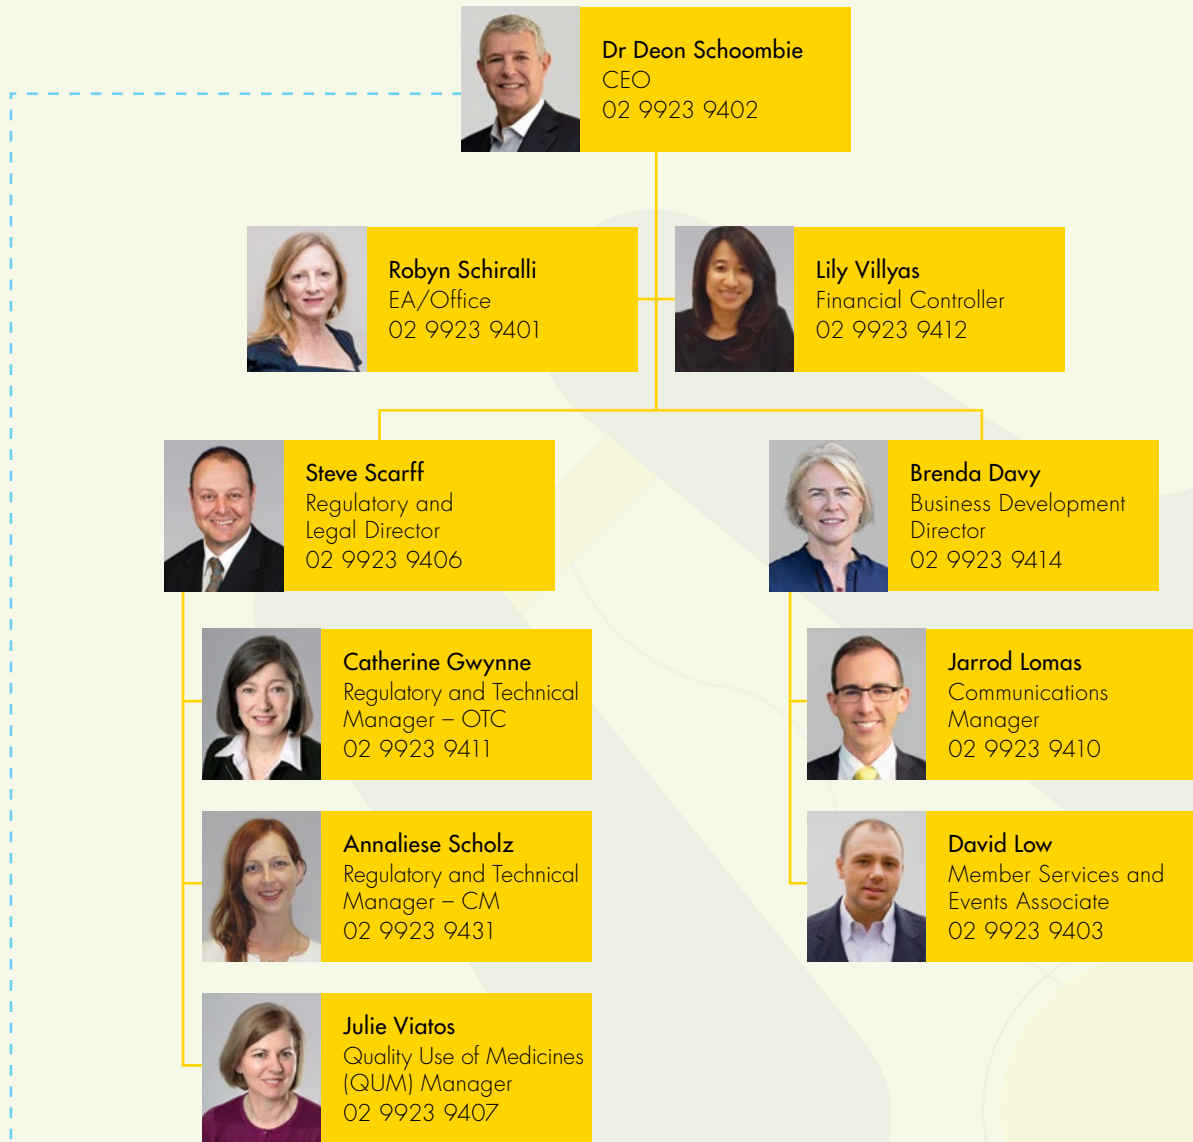 Dr Deon Schoombie
CEO
02 9923 9402
Robyn Schiralli
EA/Office
02 9923 9401
Lily Villyas
Financial Controller
02 9923 9412
Steve Scarff
Regulatory and
Legal Director
02 9923 9406
Brenda Davy
Business Development
Director
02 9923 9414
Catherine Gwynne
Regulatory and Technical
Manager – OTC
02 9923 9411
Jarrod Lomas
Communications
Manager
02 9923 9410
Annaliese Scholz
Regulatory and Technical
Manager – CM
02 9923 9431
David Low
Member Services and
Events Associate
02 9923 9403
Julie Viatos
Quality Use of Medicines
(QUM) Manager
02 9923 9407